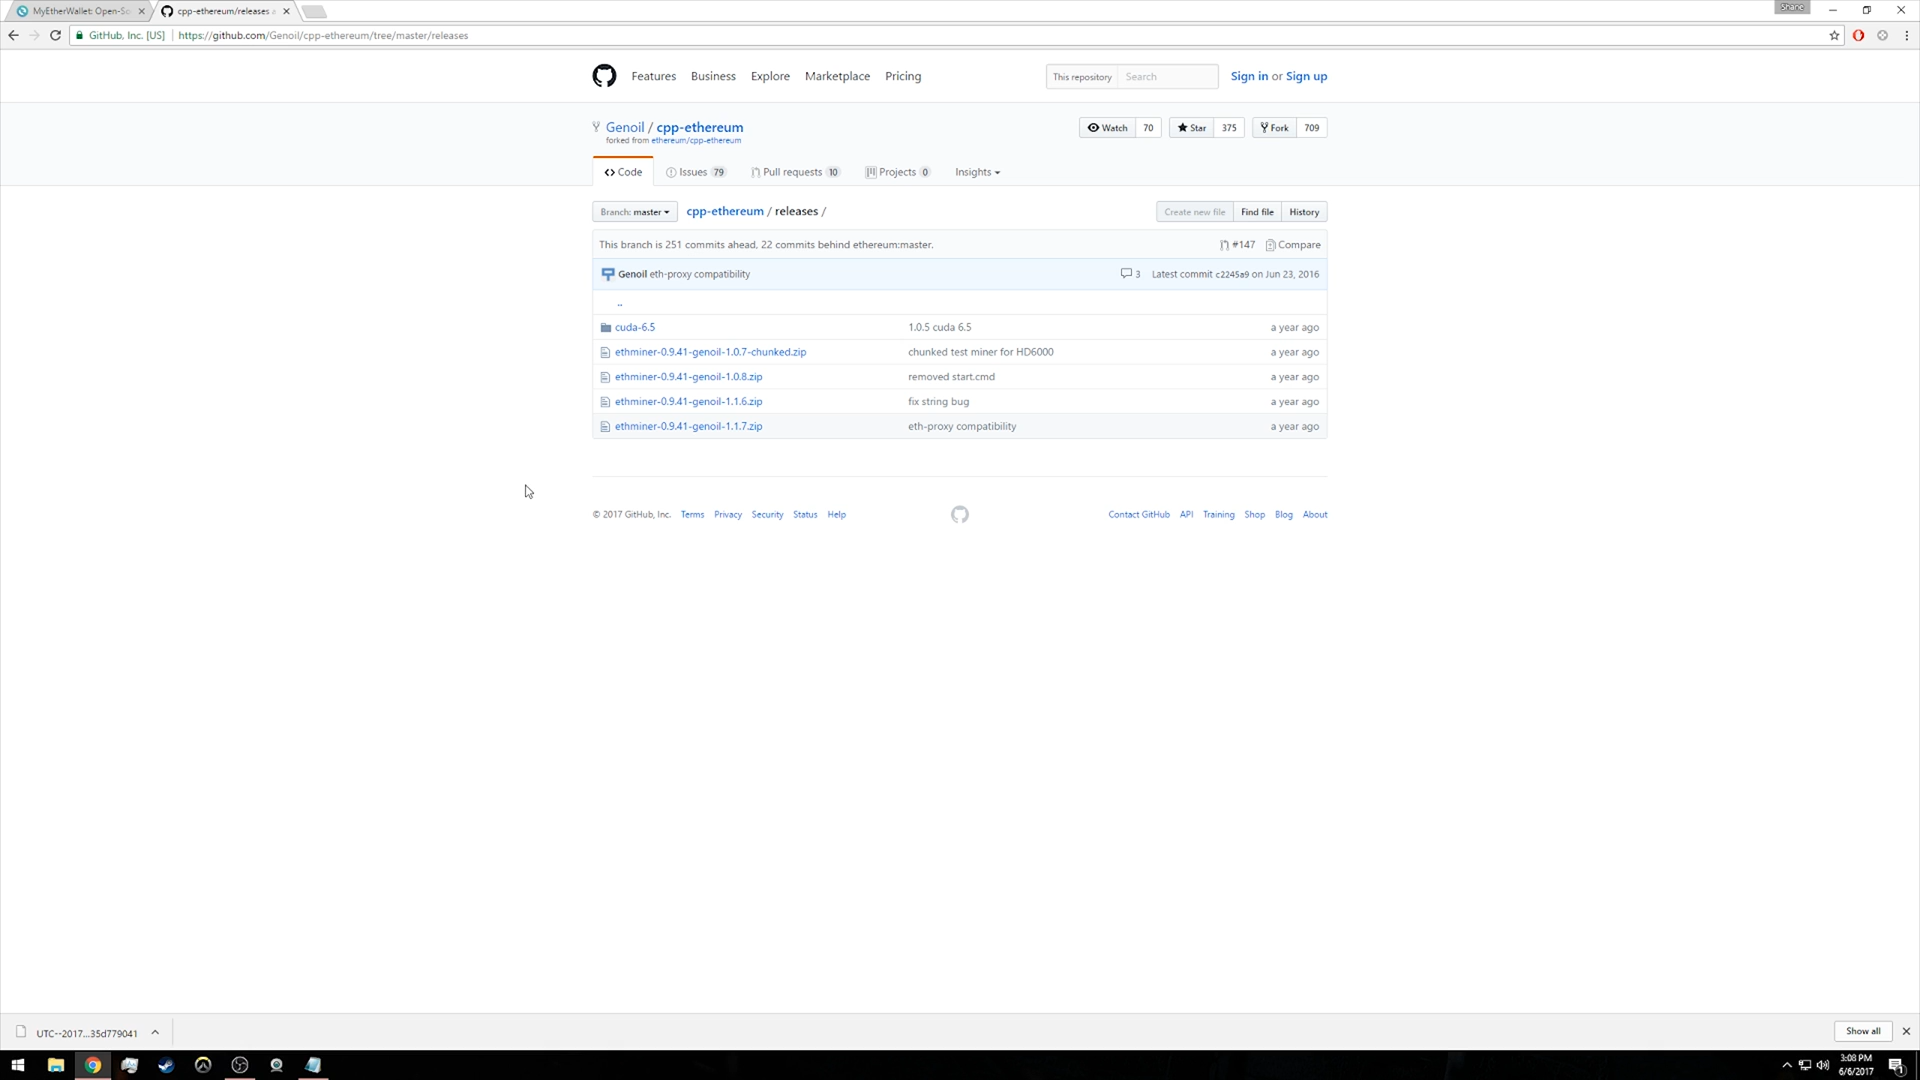 MyEtherWallet: Open-So
cpp-ethereum/releases a
Shane
GitHub, Inc. [US]
https://github.com/Genoil/cpp-ethereum/tree/master/releases
Features
Business
Explore
Marketplace
Pricing
This repository
Search
Sign in or Sign up
Genoil / cpp-ethereum
Watch 70
Star 375
Fork 709
forked from ethereum/cpp-ethereum
Code
Issues 79
Pull requests 10
Projects 0
Insights
Branch: master
cpp-ethereum / releases /
Create new file
Find file
History
This branch is 251 commits ahead, 22 commits behind ethereum:master.
#147
Compare
Genoil eth-proxy compatibility
3
Latest commit c2245a9 on Jun 23, 2016
..
cuda-6.5
1.0.5 cuda 6.5
a year ago
ethminer-0.9.41-genoil-1.0.7-chunked.zip
chunked test miner for HD6000
a year ago
ethminer-0.9.41-genoil-1.0.8.zip
removed start.cmd
a year ago
ethminer-0.9.41-genoil-1.1.6.zip
fix string bug
a year ago
ethminer-0.9.41-genoil-1.1.7.zip
eth-proxy compatibility
a year ago
© 2017 GitHub, Inc.
Terms
Privacy
Security
Status
Help
Contact GitHub
API
Training
Shop
Blog
About
UTC--2017...35d779041
Show all
3:08 PM
6/6/2017